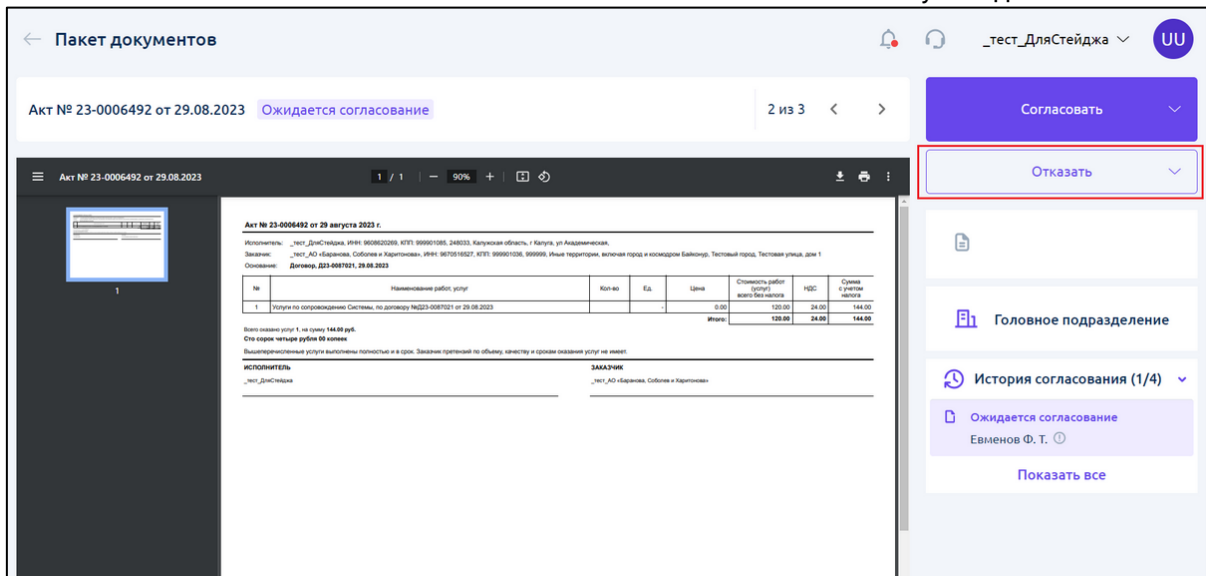 Пакет документов
_тест_ДляСтейджа
UU
Акт № 23-0006492 от 29.08.2023 Ожидается согласование 2 из 3
Согласовать
Отказать
Акт № 23-0006492 от 29.08.2023 1 / 1 — 90% +
1
Акт № 23-0006492 от 29 августа 2023 г.
Исполнитель: _тест_ДляСтейджа, ИНН: 9608620269, КПП: 999901085, 248033, Калужская область, г Калуга, ул Академическая,
Заказчик: _тест_АО «Баранова, Соболев и Харитонова», ИНН: 9670518527, КПП: 999901036, 999999, Иные территории, включая город и космодром Байконур, Тестовый город, Тестовая улица, дом 1
Основание: Договор, Д23-0087021, 29.08.2023
№ Наименование работ, услуг Кол-во Ед. Цена Стоимость работ (услуг) всего без налога НДС Сумма с учетом налога
1 Услуги по сопровождению Системы, по договору №Д23-0087021 от 29.08.2023 - 0.00 120.00 24.00 144.00
Итого: 120.00 24.00 144.00
Всего оказано услуг 1, на сумму 144.00 руб.
Сто сорок четыре рубля 00 копеек
Вышеперечисленные услуги выполнены полностью и в срок. Заказчик претензий по объему, качеству и срокам оказания услуг не имеет.
ИСПОЛНИТЕЛЬ ЗАКАЗЧИК
_тест_ДляСтейджа _тест_АО «Баранова, Соболев и Харитонова»
Головное подразделение
История согласования (1/4)
Ожидается согласование
Евменов Ф. Т.
Показать все